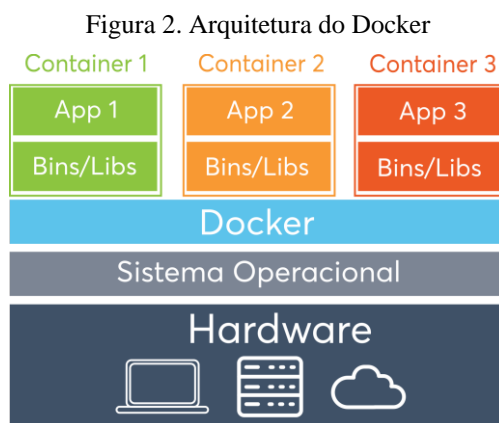 Figura 2. Arquitetura do Docker
Container 1 Container 2 Container 3
App 1 App 2 App 3
Bins/Libs Bins/Libs Bins/Libs
Docker
Sistema Operacional
Hardware